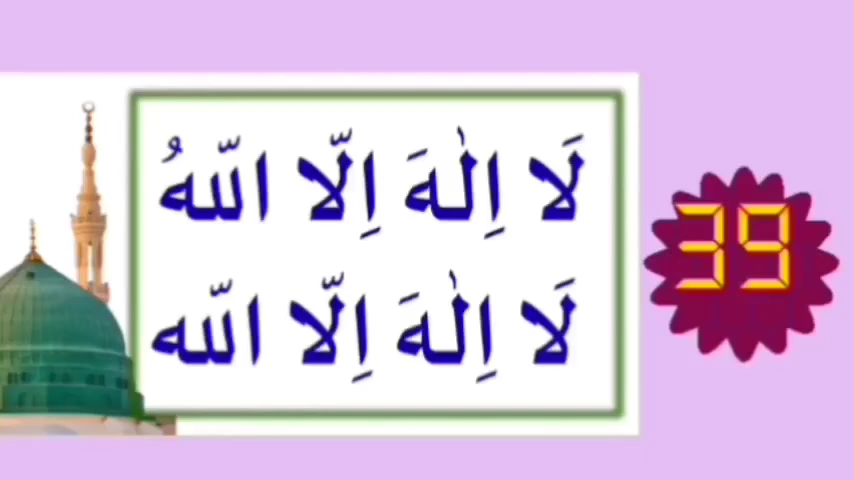 لَا اِلٰهَ اِلّا اللّهُ
لَا اِلٰهَ اِلّا اللّه
39